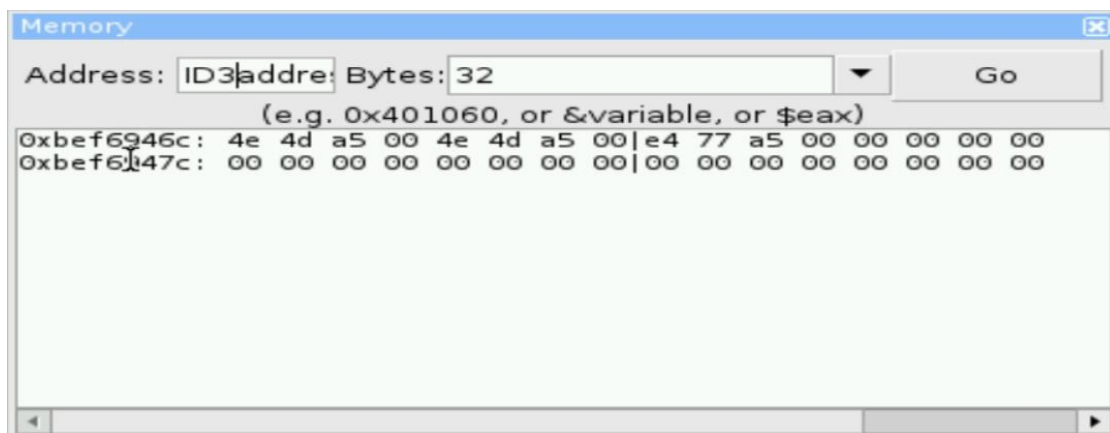 Memory
Address: ID3addre Bytes: 32 Go
(e.g. 0x401060, or &variable, or $eax)
0xbef6946c: 4e 4d a5 00 4e 4d a5 00|e4 77 a5 00 00 00 00 00
0xbef6947c: 00 00 00 00 00 00 00 00|00 00 00 00 00 00 00 00